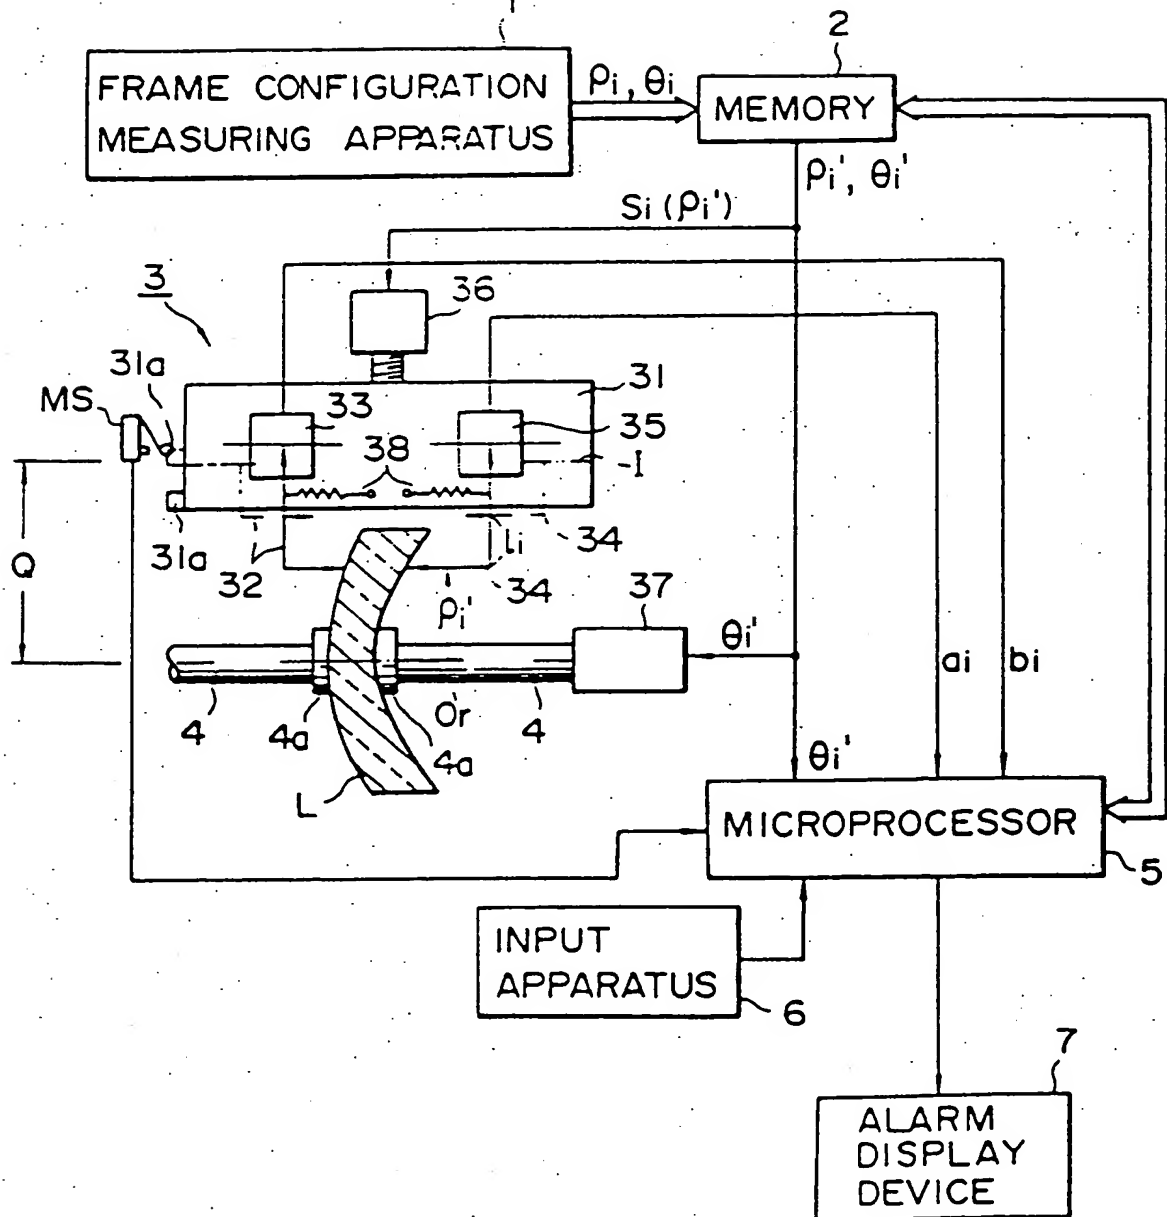 1
2
FRAME CONFIGURATION
MEASURING APPARATUS
ρi, θi
MEMORY
ρi', θi'
Si (ρi')
3
36
31a
MS
33
31
35
38
I
31a
Q
32
li
34
ρi'
34
37
θi'
ai
bi
4
4a
Or
4a
4
L
θi'
MICROPROCESSOR
5
INPUT
APPARATUS
6
7
ALARM
DISPLAY
DEVICE